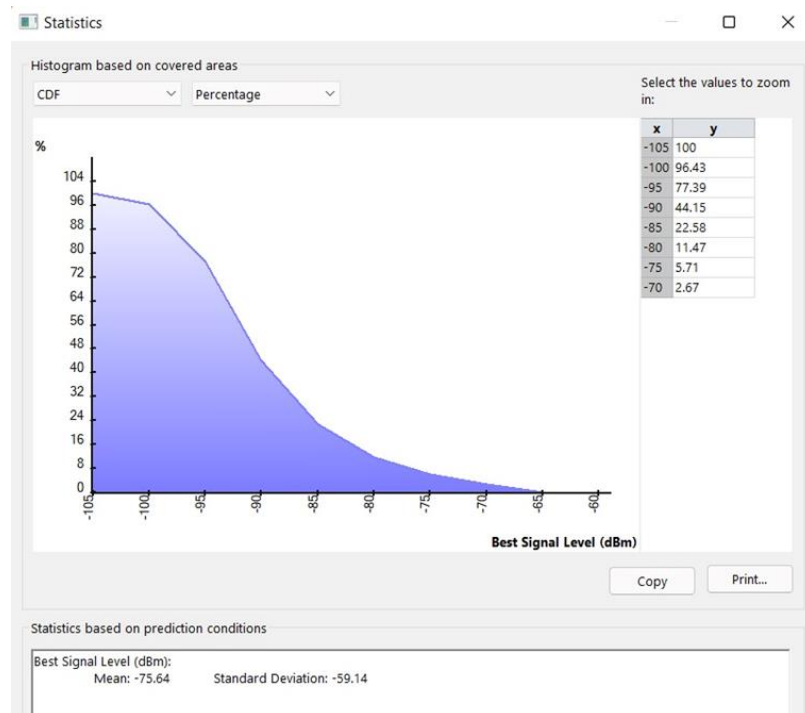 Statistics
Histogram based on covered areas
CDF Percentage
Select the values to zoom
in:
x y
-105 100
-100 96.43
-95 77.39
-90 44.15
-85 22.58
-80 11.47
-75 5.71
-70 2.67
%
104
96
88
80
72
64
56
48
40
32
24
16
8
0
-105 -100 -95 -90 -85 -80 -75 -70 -65 -60
Best Signal Level (dBm)
Copy Print...
Statistics based on prediction conditions
Best Signal Level (dBm):
Mean: -75.64 Standard Deviation: -59.14